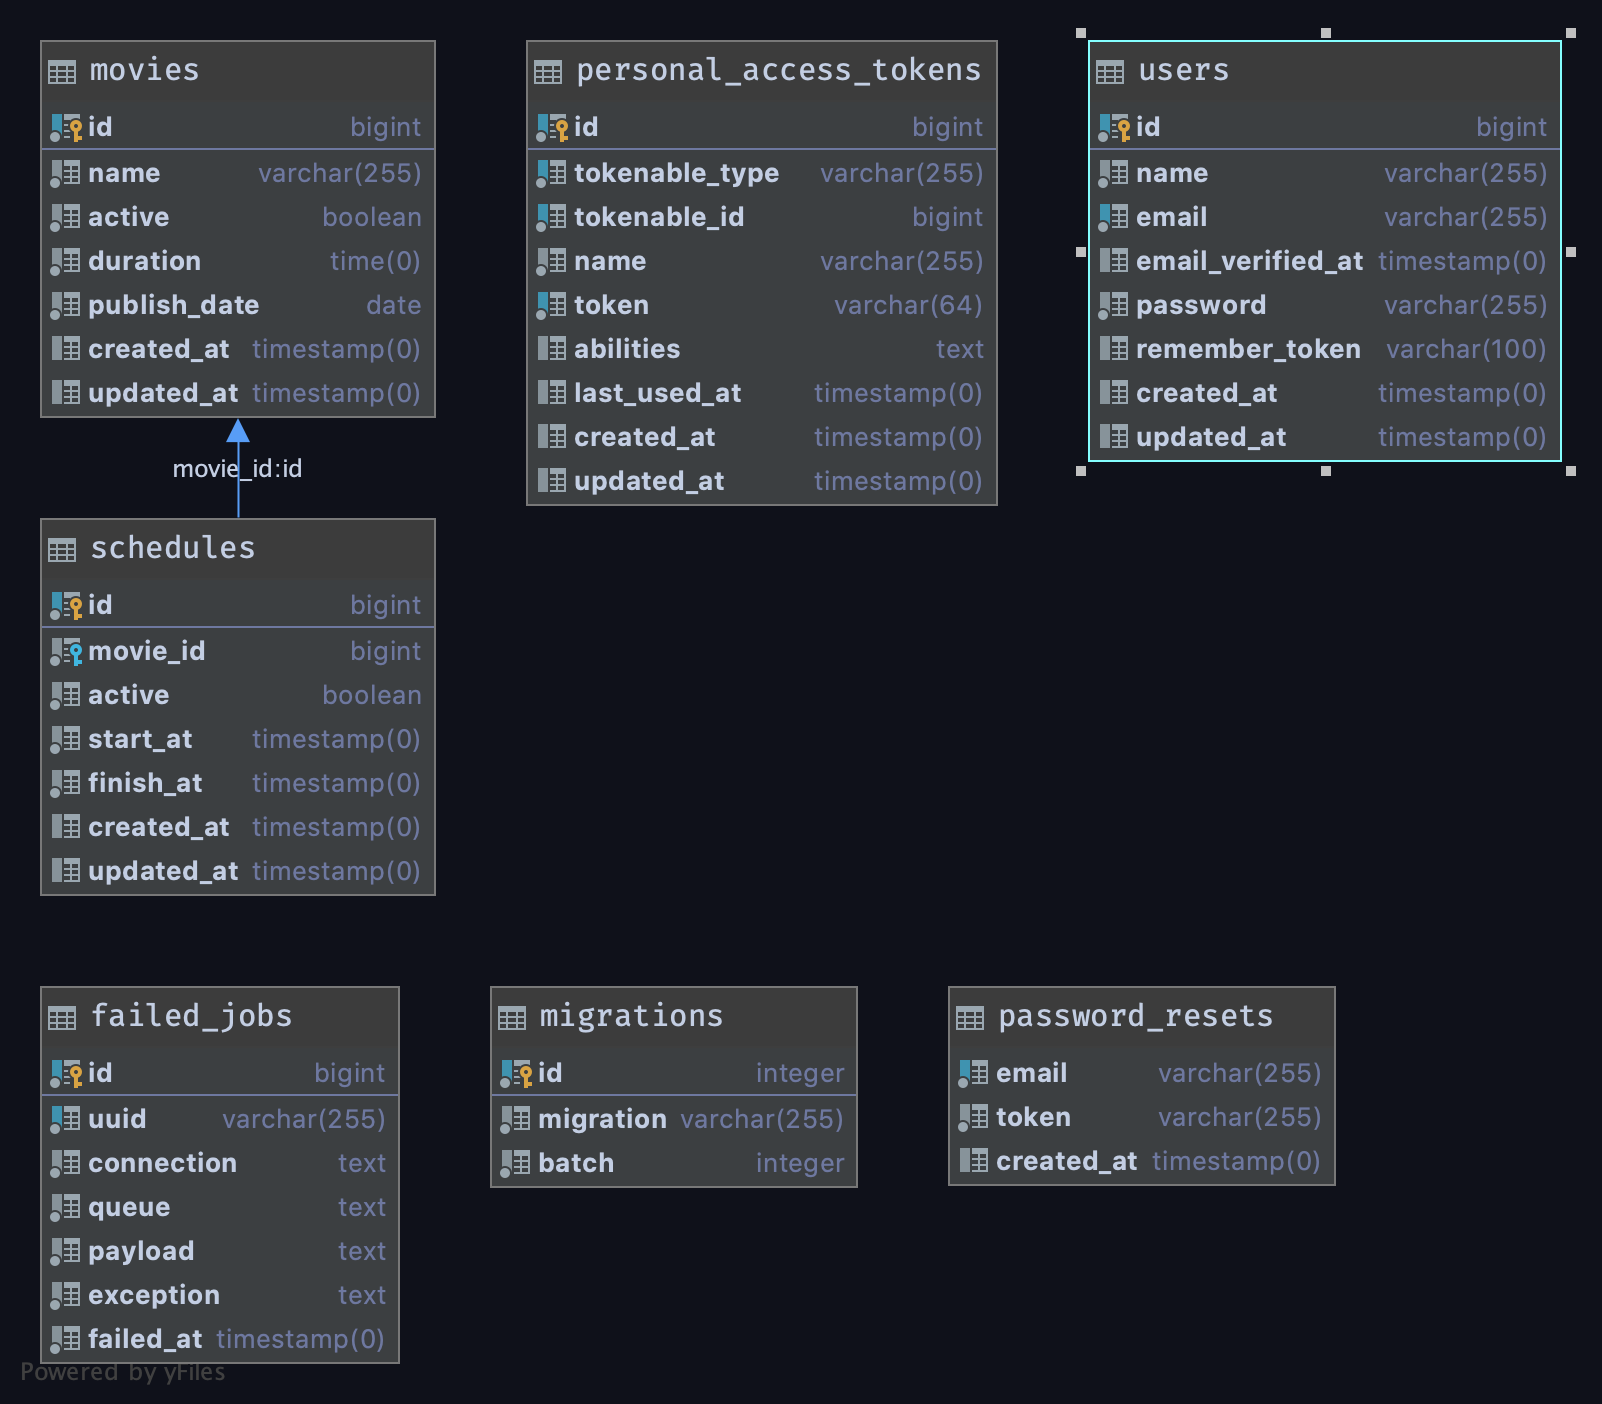 movies
id bigint
name varchar(255)
active boolean
duration time(0)
publish_date date
created_at timestamp(0)
updated_at timestamp(0)
movie_id:id
schedules
id bigint
movie_id bigint
active boolean
start_at timestamp(0)
finish_at timestamp(0)
created_at timestamp(0)
updated_at timestamp(0)
personal_access_tokens
id bigint
tokenable_type varchar(255)
tokenable_id bigint
name varchar(255)
token varchar(64)
abilities text
last_used_at timestamp(0)
created_at timestamp(0)
updated_at timestamp(0)
users
id bigint
name varchar(255)
email varchar(255)
email_verified_at timestamp(0)
password varchar(255)
remember_token varchar(100)
created_at timestamp(0)
updated_at timestamp(0)
failed_jobs
id bigint
uuid varchar(255)
connection text
queue text
payload text
exception text
failed_at timestamp(0)
migrations
id integer
migration varchar(255)
batch integer
password_resets
email varchar(255)
token varchar(255)
created_at timestamp(0)
Powered by yFiles